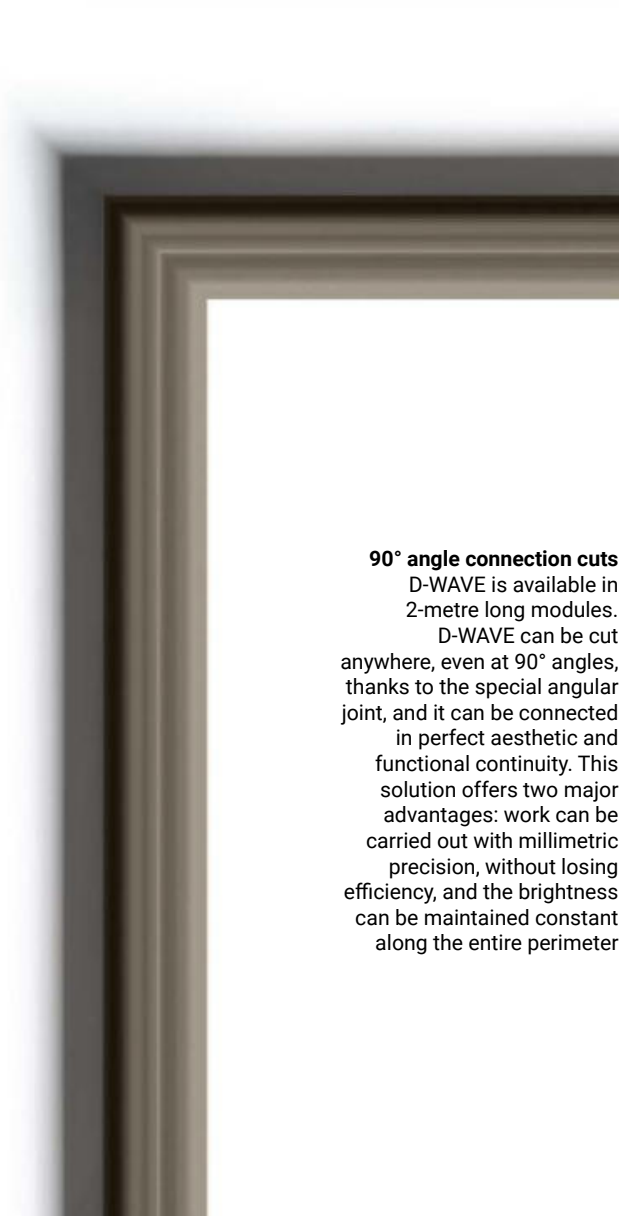 90° angle connection cuts
D-WAVE is available in
2-metre long modules.
D-WAVE can be cut
anywhere, even at 90° angles,
thanks to the special angular
joint, and it can be connected
in perfect aesthetic and
functional continuity. This
solution offers two major
advantages: work can be
carried out with millimetric
precision, without losing
efficiency, and the brightness
can be maintained constant
along the entire perimeter